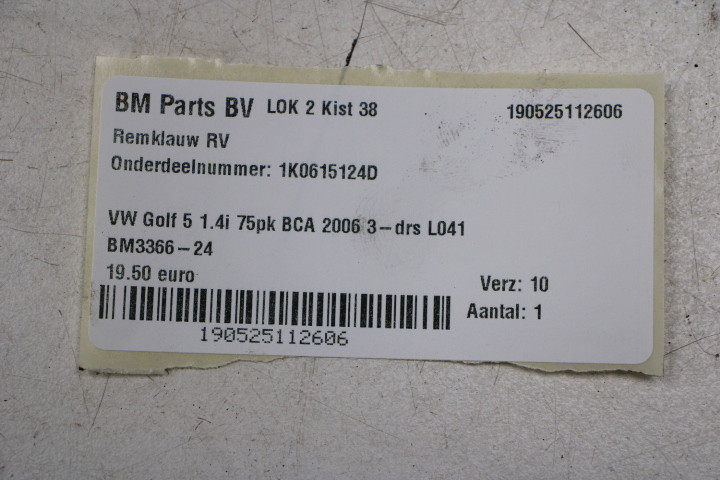 BM Parts BV LOK 2 Kist 38 190525112606
Remklauw RV
Onderdeelnummer: 1K0615124D
VW Golf 5 1.4i 75pk BCA 2006 3-drs L041
BM3366-24
19.50 euro
Verz: 10
Aantal: 1
190525112606